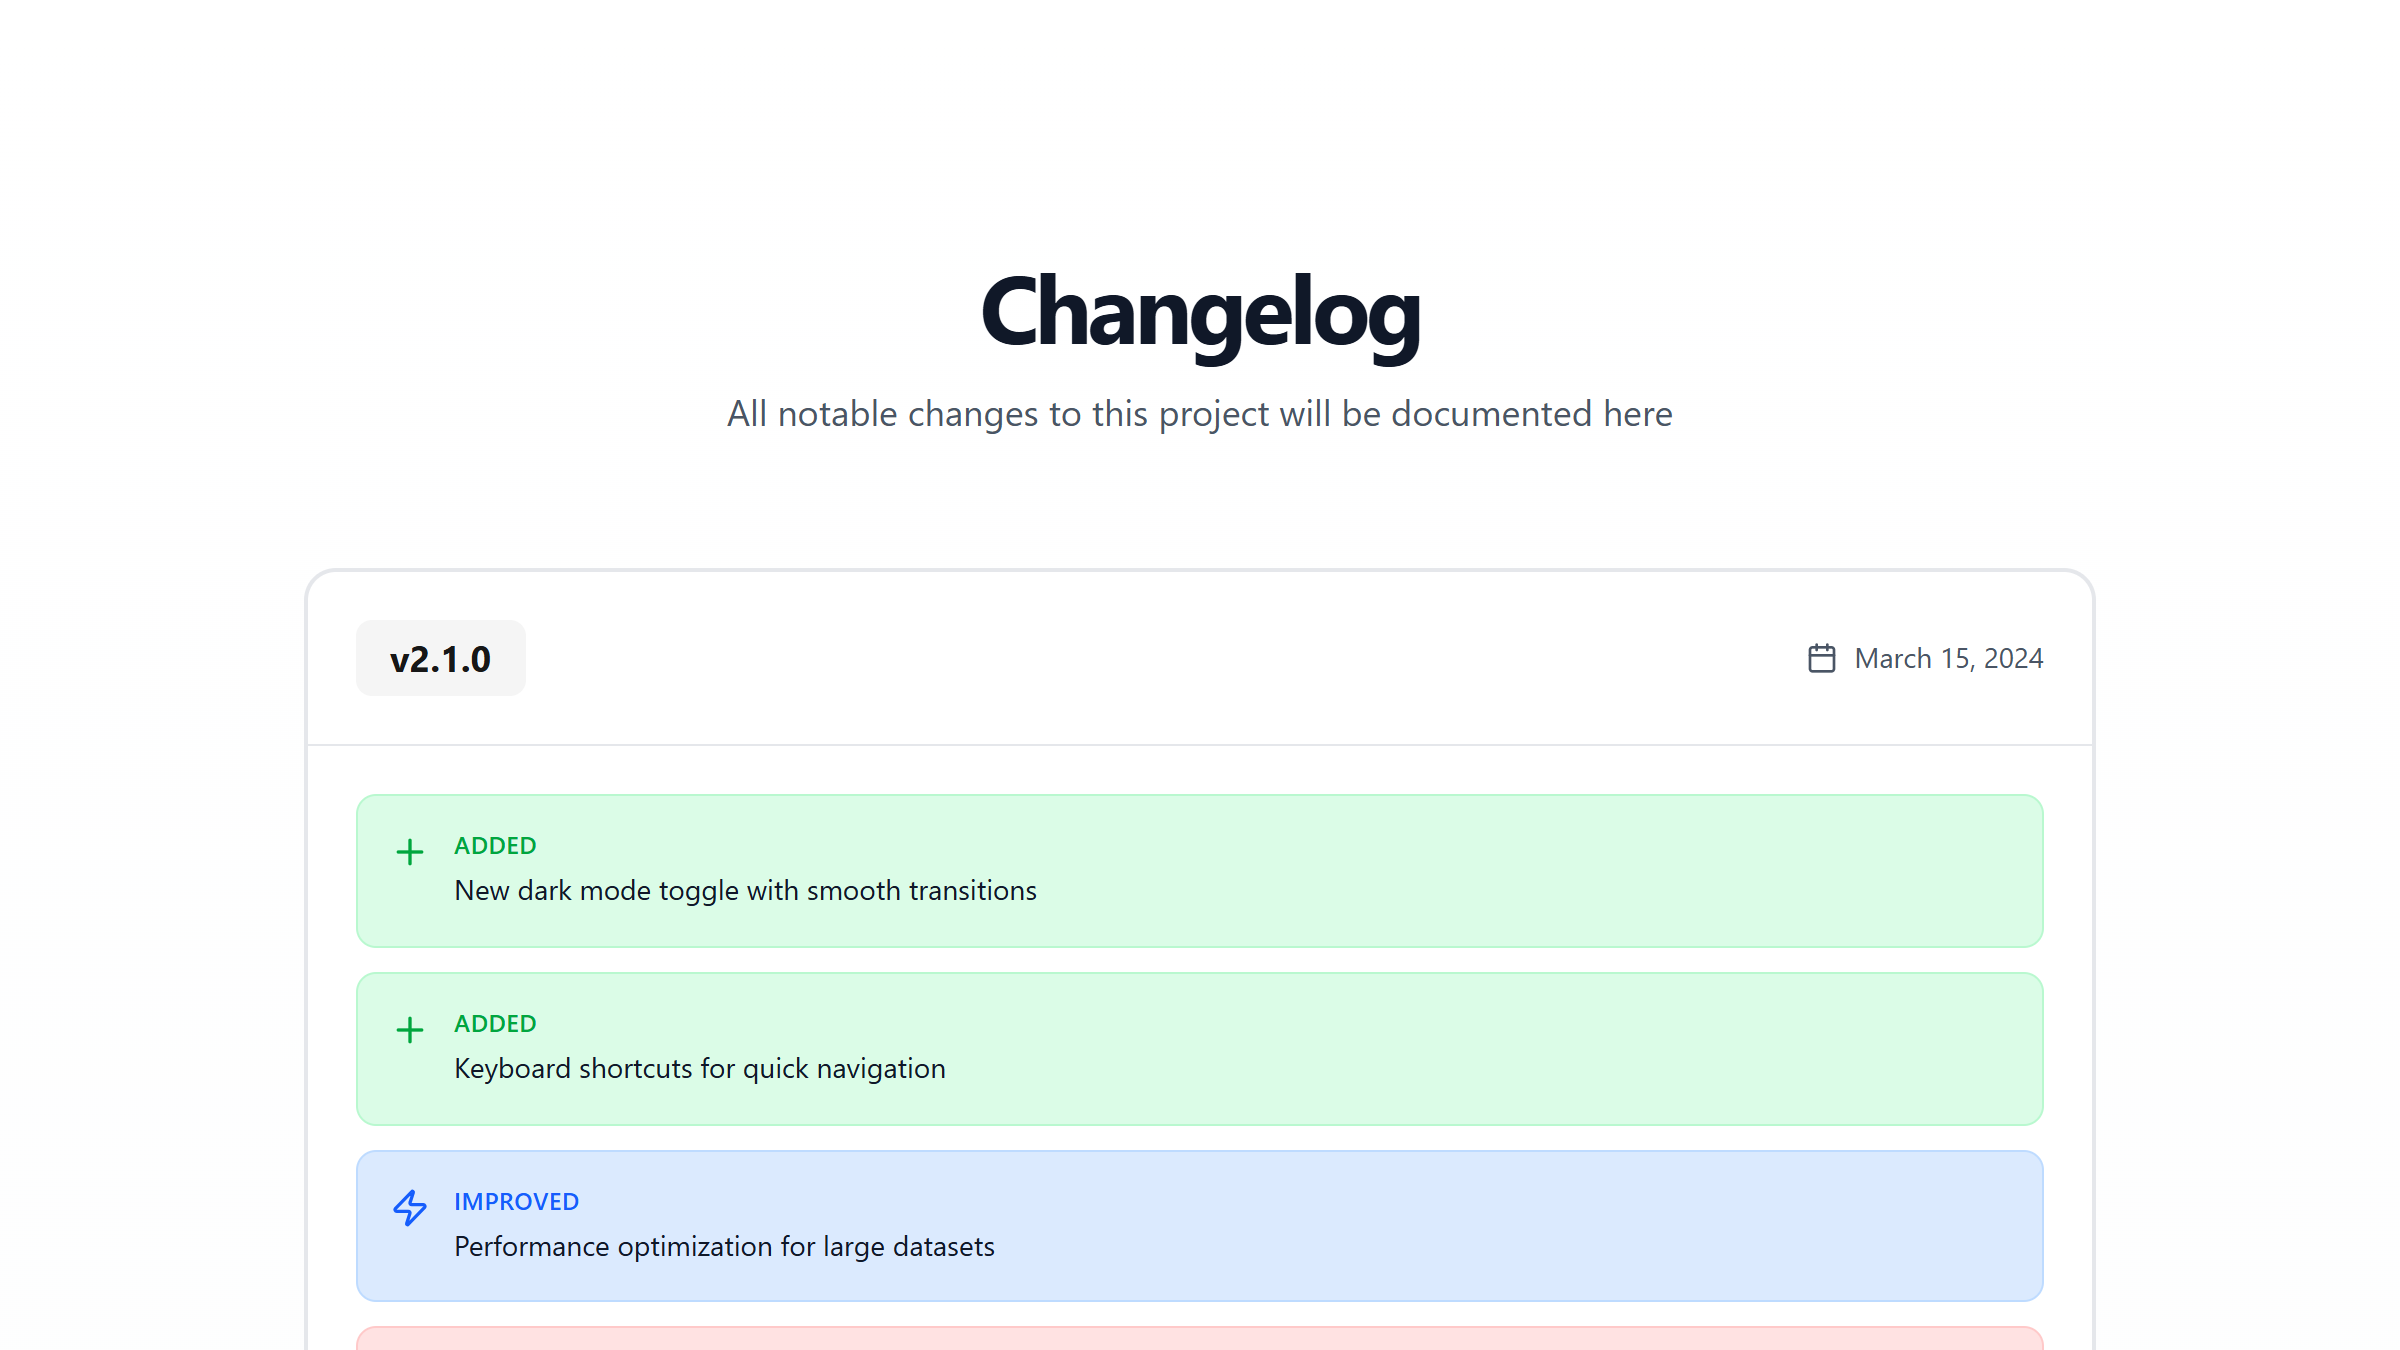 Changelog
All notable changes to this project will be documented here
v2.1.0
March 15, 2024
ADDED
New dark mode toggle with smooth transitions
ADDED
Keyboard shortcuts for quick navigation
IMPROVED
Performance optimization for large datasets